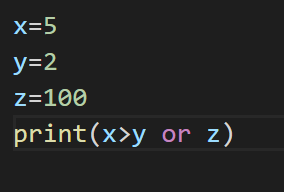 x=5
y=2
z=100
print(x>y or z)